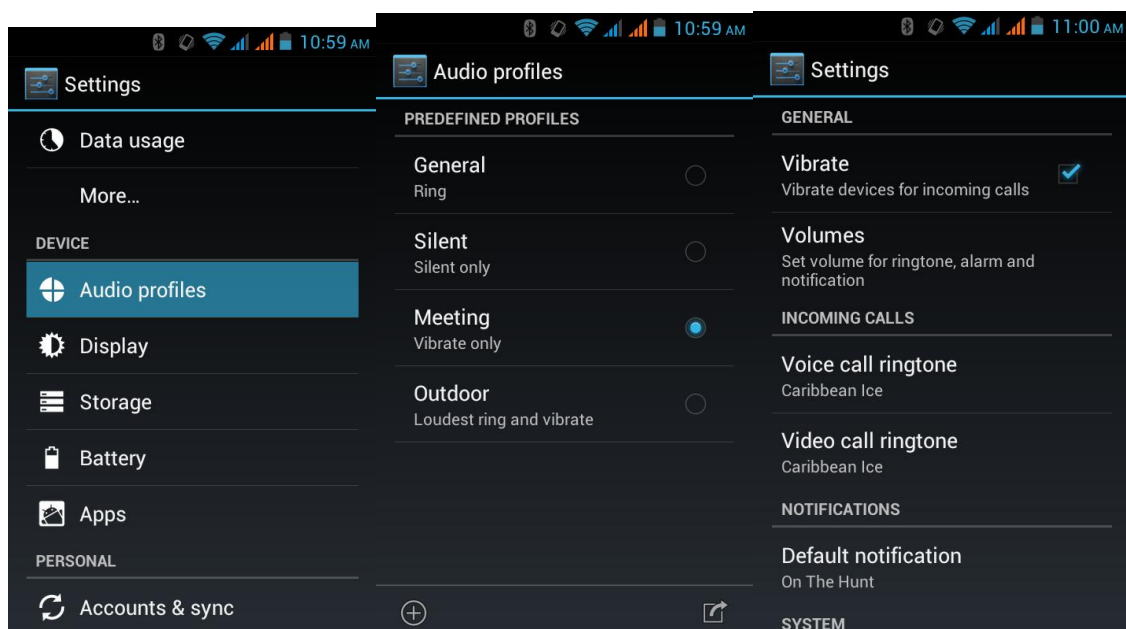 10:59 AM
Settings
Data usage
More...
DEVICE
Audio profiles
Display
Storage
Battery
Apps
PERSONAL
Accounts & sync
10:59 AM
Audio profiles
PREDEFINED PROFILES
General
Ring
Silent
Silent only
Meeting
Vibrate only
Outdoor
Loudest ring and vibrate
11:00 AM
Settings
GENERAL
Vibrate
Vibrate devices for incoming calls
Volumes
Set volume for ringtone, alarm and
notification
INCOMING CALLS
Voice call ringtone
Caribbean Ice
Video call ringtone
Caribbean Ice
NOTIFICATIONS
Default notification
On The Hunt
SYSTEM